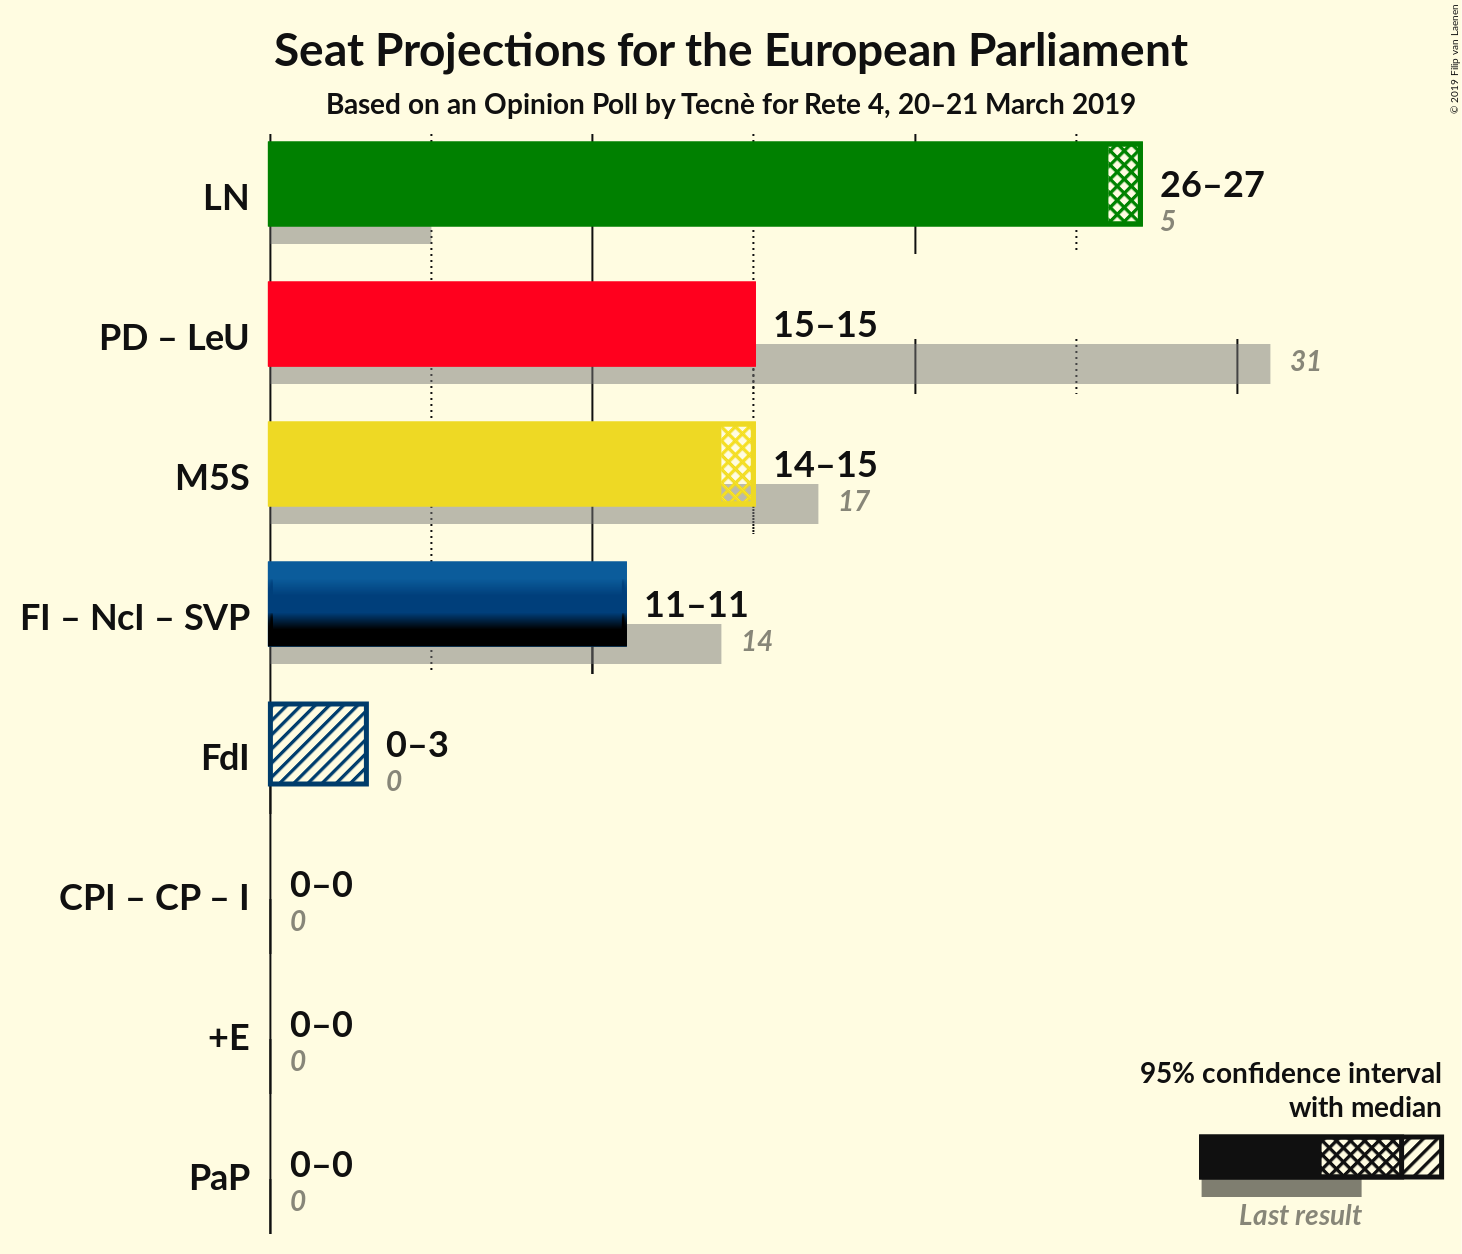 Seat Projections for the European Parliament
Based on an Opinion Poll by Tecnè for Rete 4, 20–21 March 2019
© 2019 Filip van Laenen
LN
26–27
5
PD – LeU
15–15
31
M5S
14–15
17
FI – NcI – SVP
11–11
14
FdI
0–3
0
CPI – CP – I
0–0
0
+E
0–0
0
PaP
0–0
0
95% confidence interval
with median
Last result